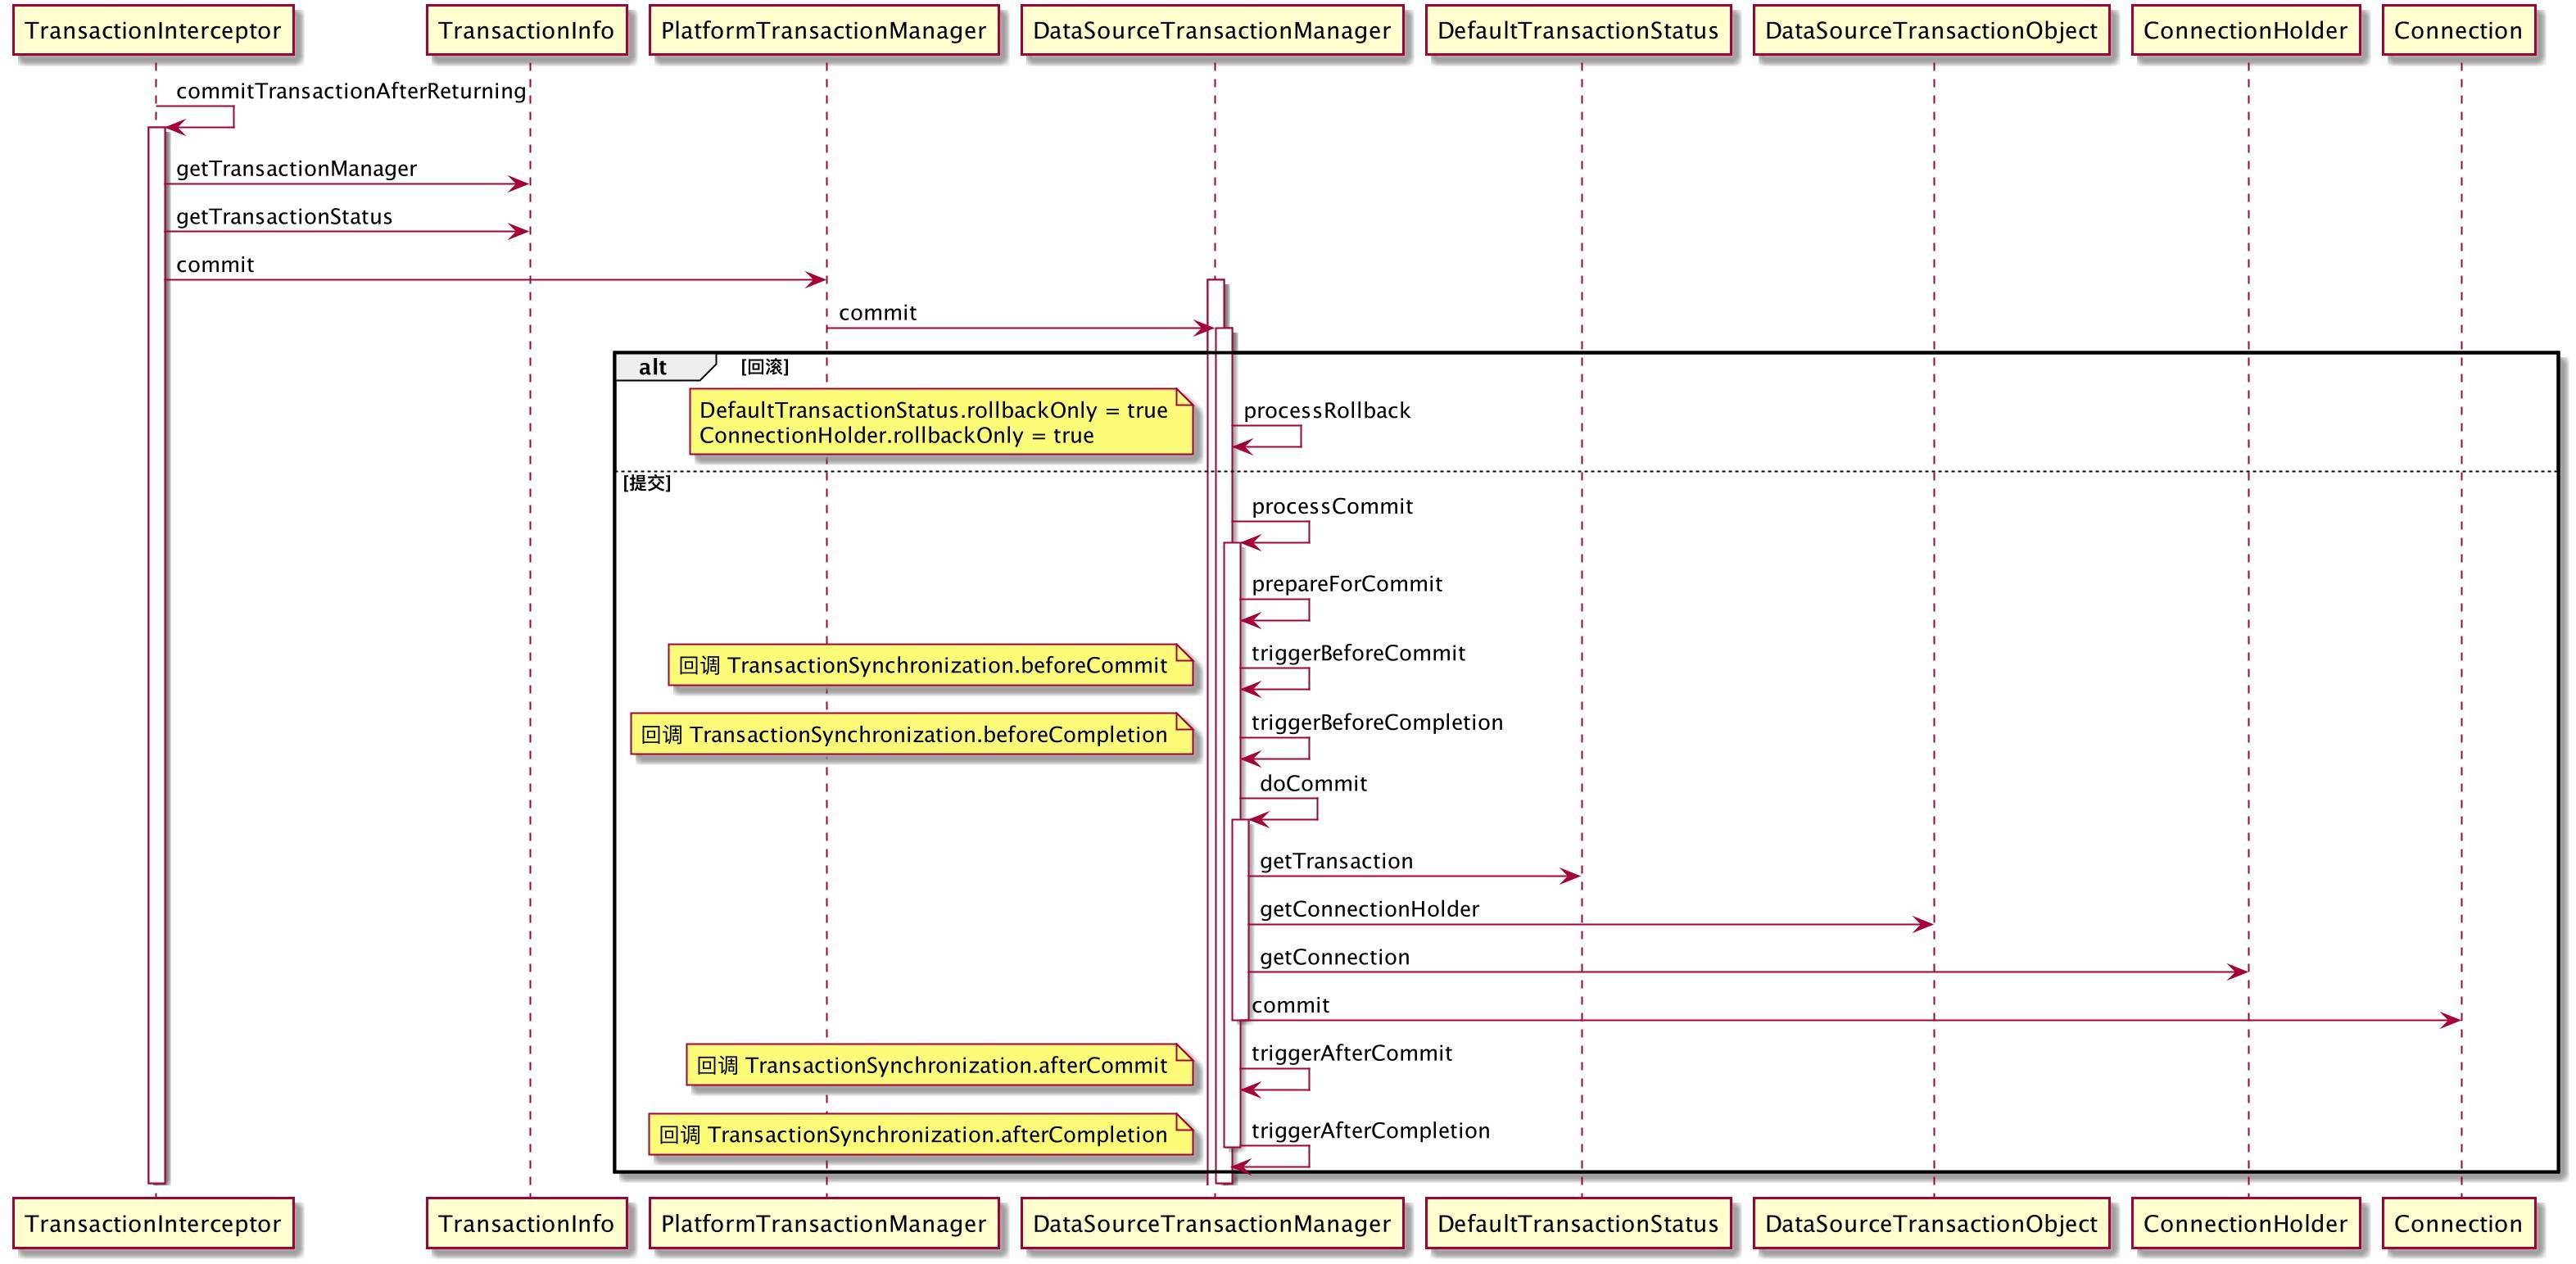 TransactionInterceptor
TransactionInfo
PlatformTransactionManager
DataSourceTransactionManager
DefaultTransactionStatus
DataSourceTransactionObject
ConnectionHolder
Connection
commitTransactionAfterReturning
getTransactionManager
getTransactionStatus
commit
commit
alt
[回滚]
DefaultTransactionStatus.rollbackOnly = true
ConnectionHolder.rollbackOnly = true
processRollback
[提交]
processCommit
prepareForCommit
回调 TransactionSynchronization.beforeCommit
triggerBeforeCommit
回调 TransactionSynchronization.beforeCompletion
triggerBeforeCompletion
doCommit
getTransaction
getConnectionHolder
getConnection
commit
回调 TransactionSynchronization.afterCommit
triggerAfterCommit
回调 TransactionSynchronization.afterCompletion
triggerAfterCompletion
TransactionInterceptor
TransactionInfo
PlatformTransactionManager
DataSourceTransactionManager
DefaultTransactionStatus
DataSourceTransactionObject
ConnectionHolder
Connection